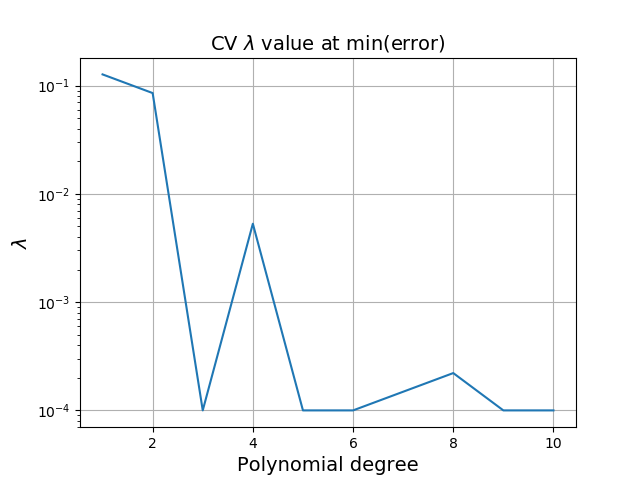 CV λ value at min(error)
10⁻¹
10⁻²
10⁻³
10⁻⁴
λ
2 4 6 8 10
Polynomial degree